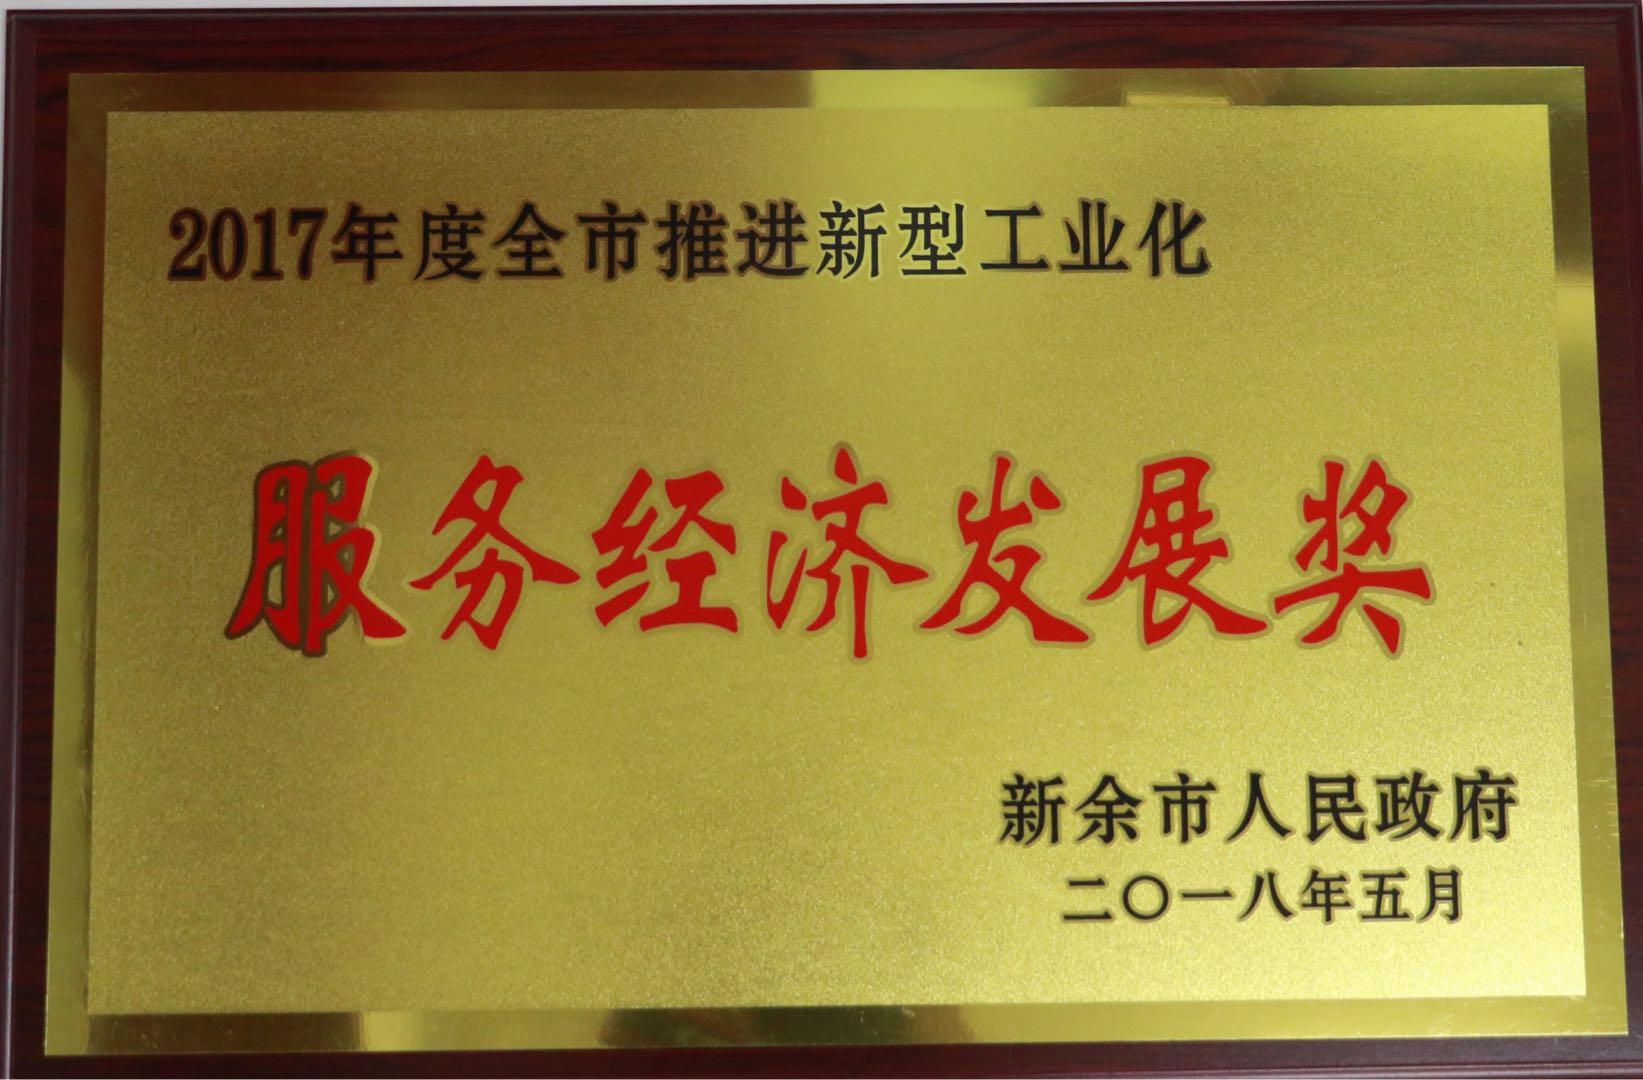 2017年度全市推进新型工业化
服务经济发展奖
新余市人民政府
二〇一八年五月